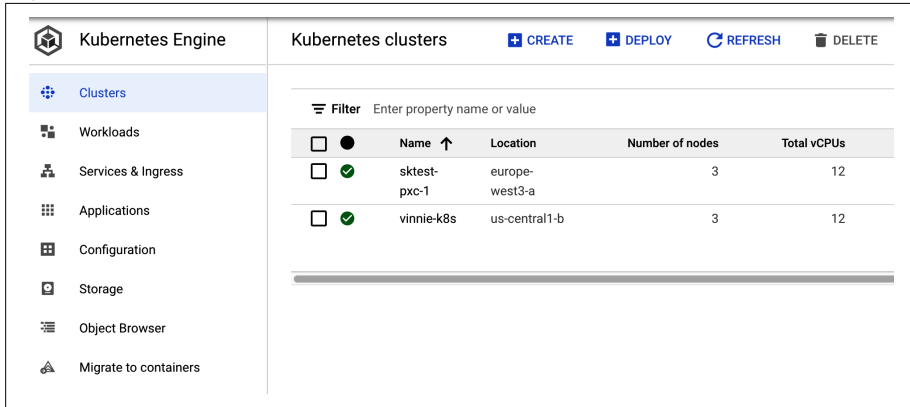 Kubernetes Engine
Kubernetes clusters
CREATE
DEPLOY
REFRESH
DELETE
Clusters
Workloads
Services & Ingress
Applications
Configuration
Storage
Object Browser
Migrate to containers
Filter Enter property name or value
Name Location Number of nodes Total vCPUs
sktest- europe- 3 12
pxc-1 west3-a
vinnie-k8s us-central1-b 3 12